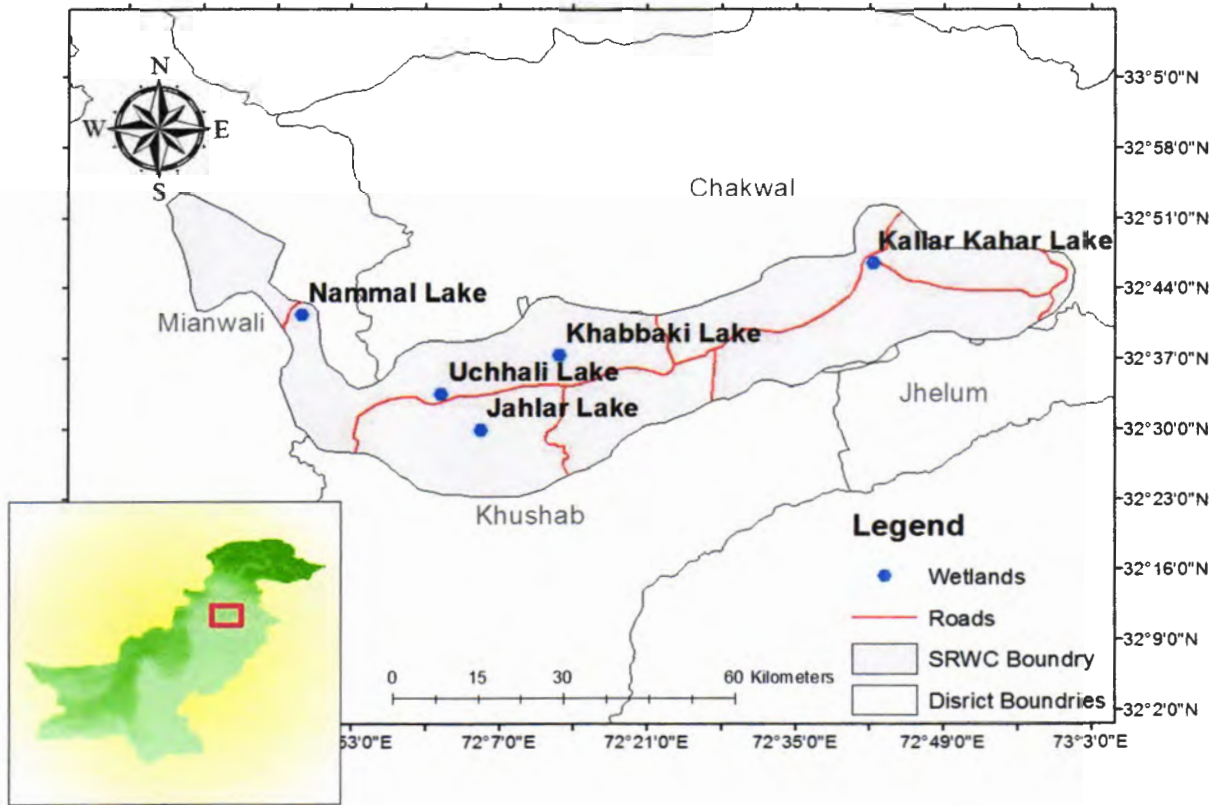 N
W E
S
Chakwal
Kallar Kahar Lake
Nammal Lake
Mianwali
Khabbaki Lake
Uchhali Lake
Jahlar Lake
Jhelum
Khushab
Legend
Wetlands
Roads
SRWC Boundry
Disrict Boundries
0 15 30 60 Kilometers
33°5'0"N
32°58'0"N
32°51'0"N
32°44'0"N
32°37'0"N
32°30'0"N
32°23'0"N
32°16'0"N
32°9'0"N
32°2'0"N
53'0"E 72°7'0"E 72°21'0"E 72°35'0"E 72°49'0"E 73°3'0"E